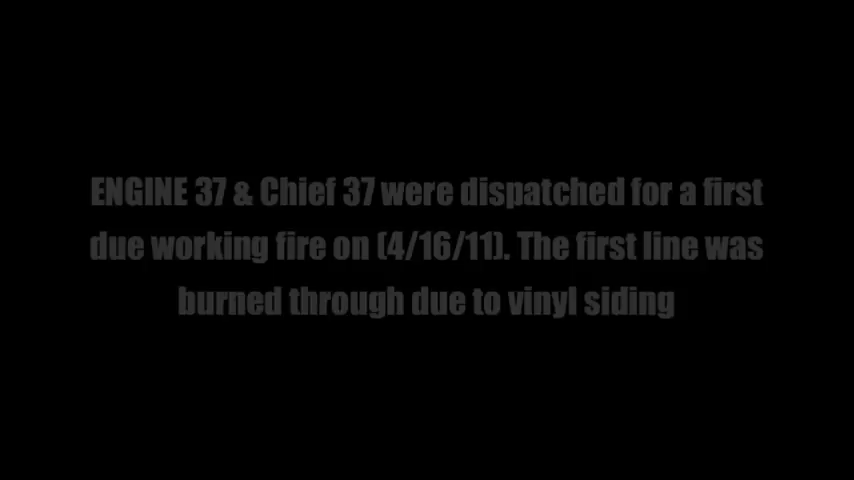 ENGINE 37 & Chief 37 were dispatched for a first
due working fire on (4/16/11). The first line was
burned through due to vinyl siding